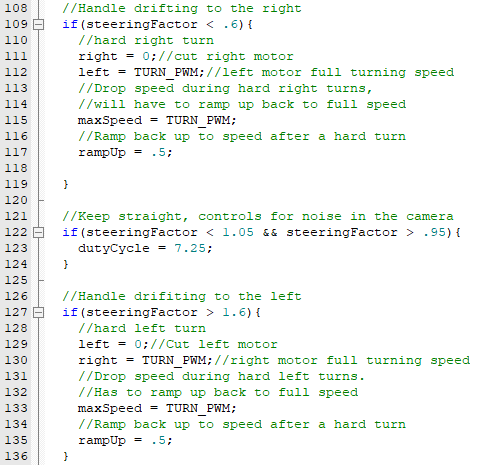 108 //Handle drifting to the right
109 if(steeringFactor < .6){
110 //hard right turn
111 right = 0;//cut right motor
112 left = TURN_PWM;//left motor full turning speed
113 //Drop speed during hard right turns,
114 //will have to ramp up back to full speed
115 maxSpeed = TURN_PWM;
116 //Ramp back up to speed after a hard turn
117 rampUp = .5;
118
119 }
120
121 //Keep straight, controls for noise in the camera
122 if(steeringFactor < 1.05 && steeringFactor > .95){
123 dutyCycle = 7.25;
124 }
125
126 //Handle drifiting to the left
127 if(steeringFactor > 1.6){
128 //hard left turn
129 left = 0;//Cut left motor
130 right = TURN_PWM;//right motor full turning speed
131 //Drop speed during hard left turns.
132 //Has to ramp up back to full speed
133 maxSpeed = TURN_PWM;
134 //Ramp back up to speed after a hard turn
135 rampUp = .5;
136 }